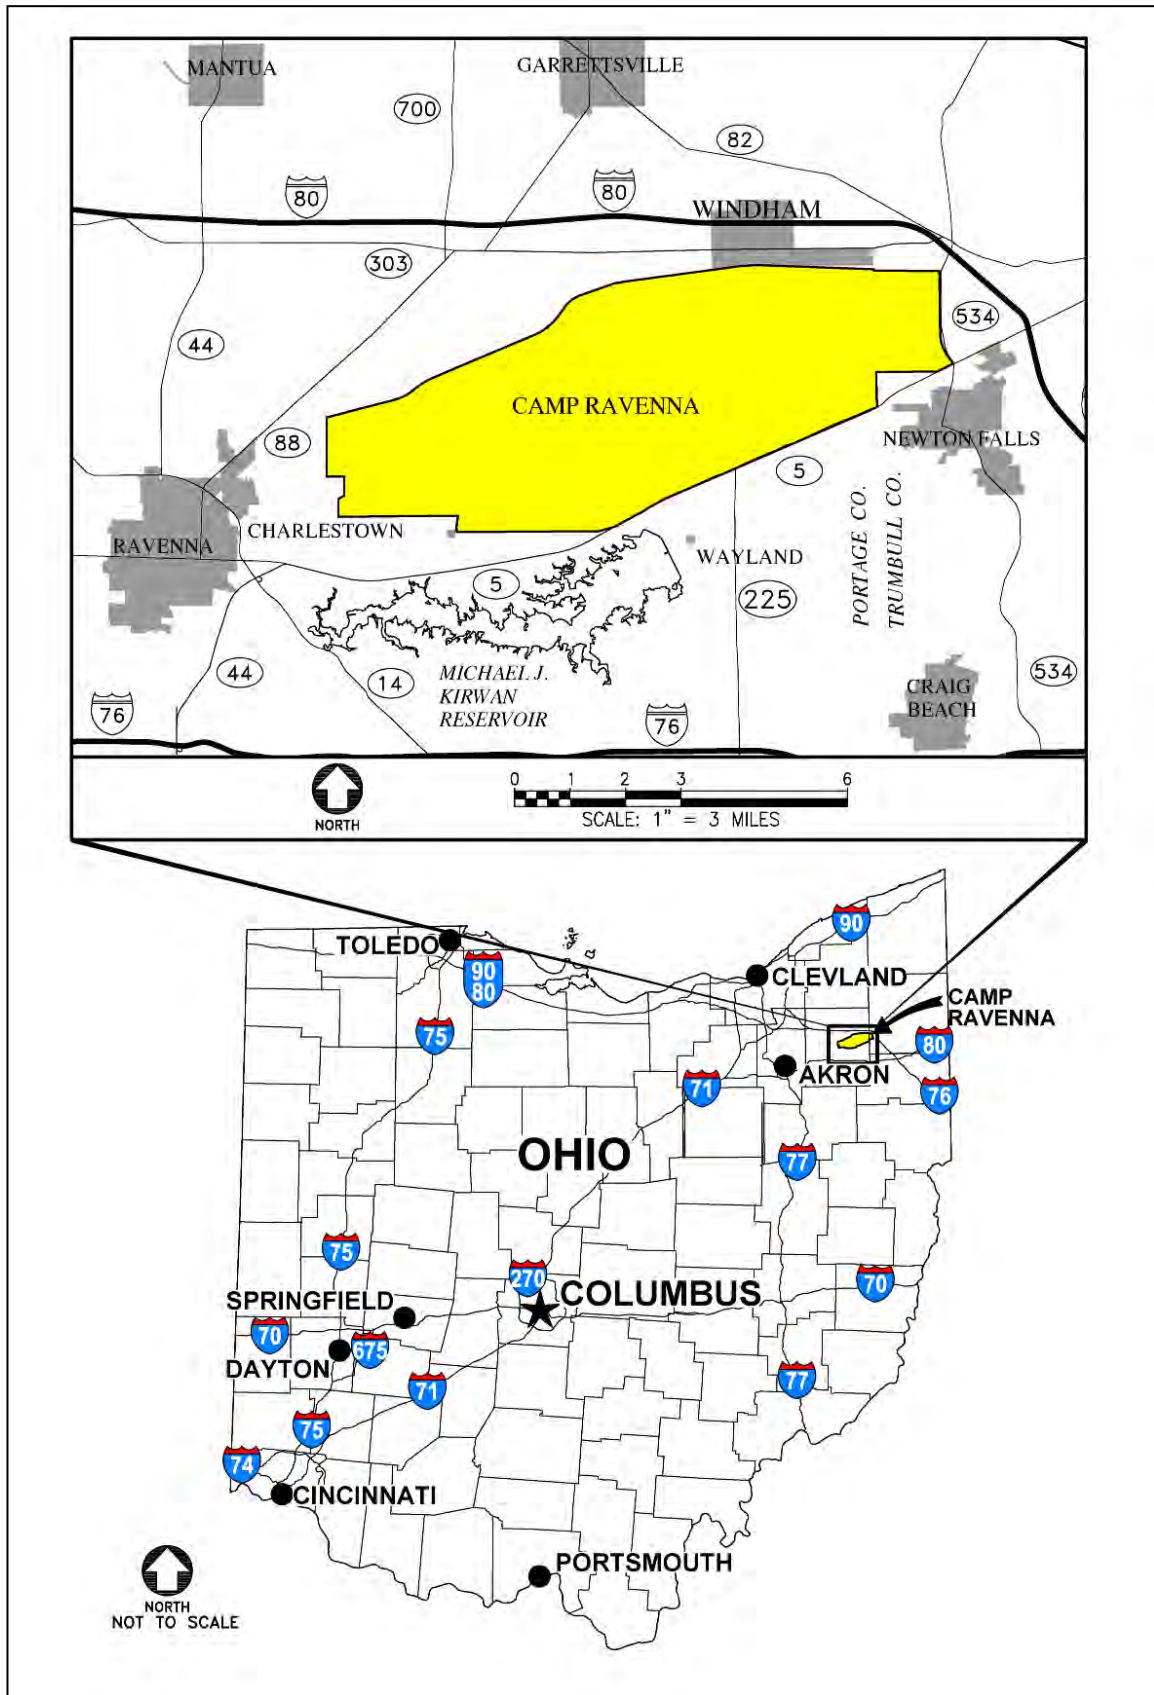 MANTUA
GARRETTSVILLE
700
82
80
80
WINDHAM
303
534
44
CAMP RAVENNA
88
NEWTON FALLS
5
CHARLESTOWN
RAVENNA
WAYLAND
PORTAGE CO.
TRUMBULL CO.
5
225
44
14
MICHAEL J.
KIRWAN
RESERVOIR
534
CRAIG
BEACH
76
76
NORTH
0 1 2 3 6
SCALE: 1" = 3 MILES
90
TOLEDO
CLEVLAND
90
80
CAMP
RAVENNA
75
80
AKRON
71
76
OHIO
77
75
270
70
COLUMBUS
SPRINGFIELD
70
675
DAYTON
71
77
75
74
CINCINNATI
PORTSMOUTH
NORTH
NOT TO SCALE